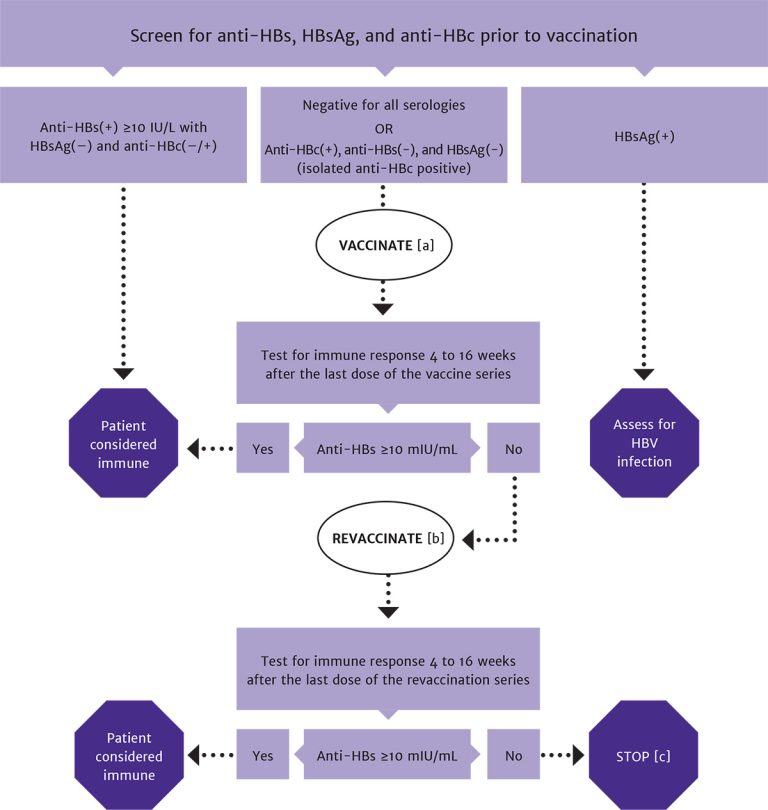 Screen for anti-HBs, HBsAg, and anti-HBc prior to vaccination
Anti-HBs(+) ≥10 IU/L with
HBsAg(−) and anti-HBc(−/+)
Negative for all serologies
OR
Anti-HBc(+), anti-HBs(-), and HBsAg(-)
(isolated anti-HBc positive)
HBsAg(+)
VACCINATE [a]
Test for immune response 4 to 16 weeks
after the last dose of the vaccine series
Patient
considered
immune
Yes
Anti-HBs ≥10 mIU/mL
No
Assess for
HBV
infection
REVACCINATE [b]
Test for immune response 4 to 16 weeks
after the last dose of the revaccination series
Patient
considered
immune
Yes
Anti-HBs ≥10 mIU/mL
No
STOP [c]